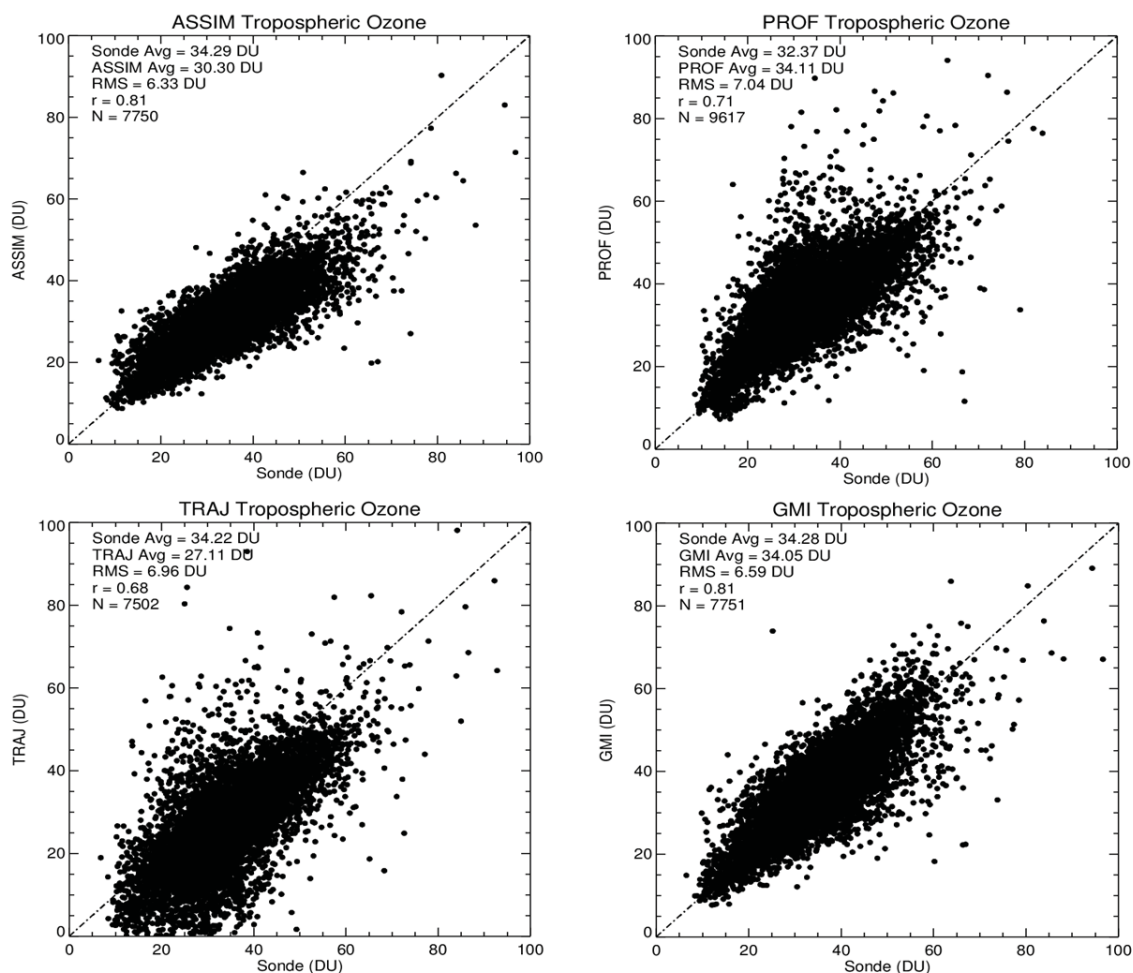 ASSIM Tropospheric Ozone
100
80
60
40
20
0
ASSIM (DU)
Sonde Avg = 34.29 DU
ASSIM Avg = 30.30 DU
RMS = 6.33 DU
r = 0.81
N = 7750
0 20 40 60 80 100
Sonde (DU)
PROF Tropospheric Ozone
100
80
60
40
20
0
PROF (DU)
Sonde Avg = 32.37 DU
PROF Avg = 34.11 DU
RMS = 7.04 DU
r = 0.71
N = 9617
0 20 40 60 80 100
Sonde (DU)
TRAJ Tropospheric Ozone
100
80
60
40
20
0
TRAJ (DU)
Sonde Avg = 34.22 DU
TRAJ Avg = 27.11 DU
RMS = 6.96 DU
r = 0.68
N = 7502
0 20 40 60 80 100
Sonde (DU)
GMI Tropospheric Ozone
100
80
60
40
20
0
GMI (DU)
Sonde Avg = 34.28 DU
GMI Avg = 34.05 DU
RMS = 6.59 DU
r = 0.81
N = 7751
0 20 40 60 80 100
Sonde (DU)